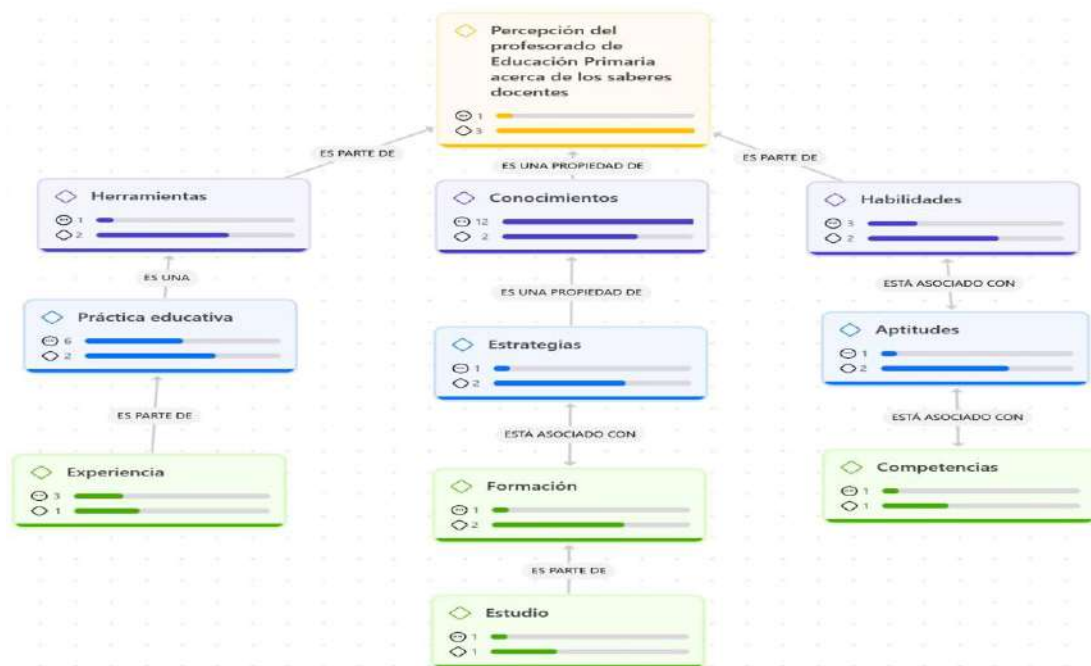 Percepción del
profesorado de
Educación Primaria
acerca de los saberes
docentes
1
3
ES PARTE DE
ES UNA PROPIEDAD DE
ES PARTE DE
Herramientas
1
2
Conocimientos
12
2
Habilidades
3
2
ES UNA
ES UNA PROPIEDAD DE
ESTÁ ASOCIADO CON
Práctica educativa
6
2
Estrategias
1
2
Aptitudes
1
2
ES PARTE DE
ESTÁ ASOCIADO CON
ESTÁ ASOCIADO CON
Experiencia
3
1
Formación
1
2
Competencias
1
1
ES PARTE DE
Estudio
1
1